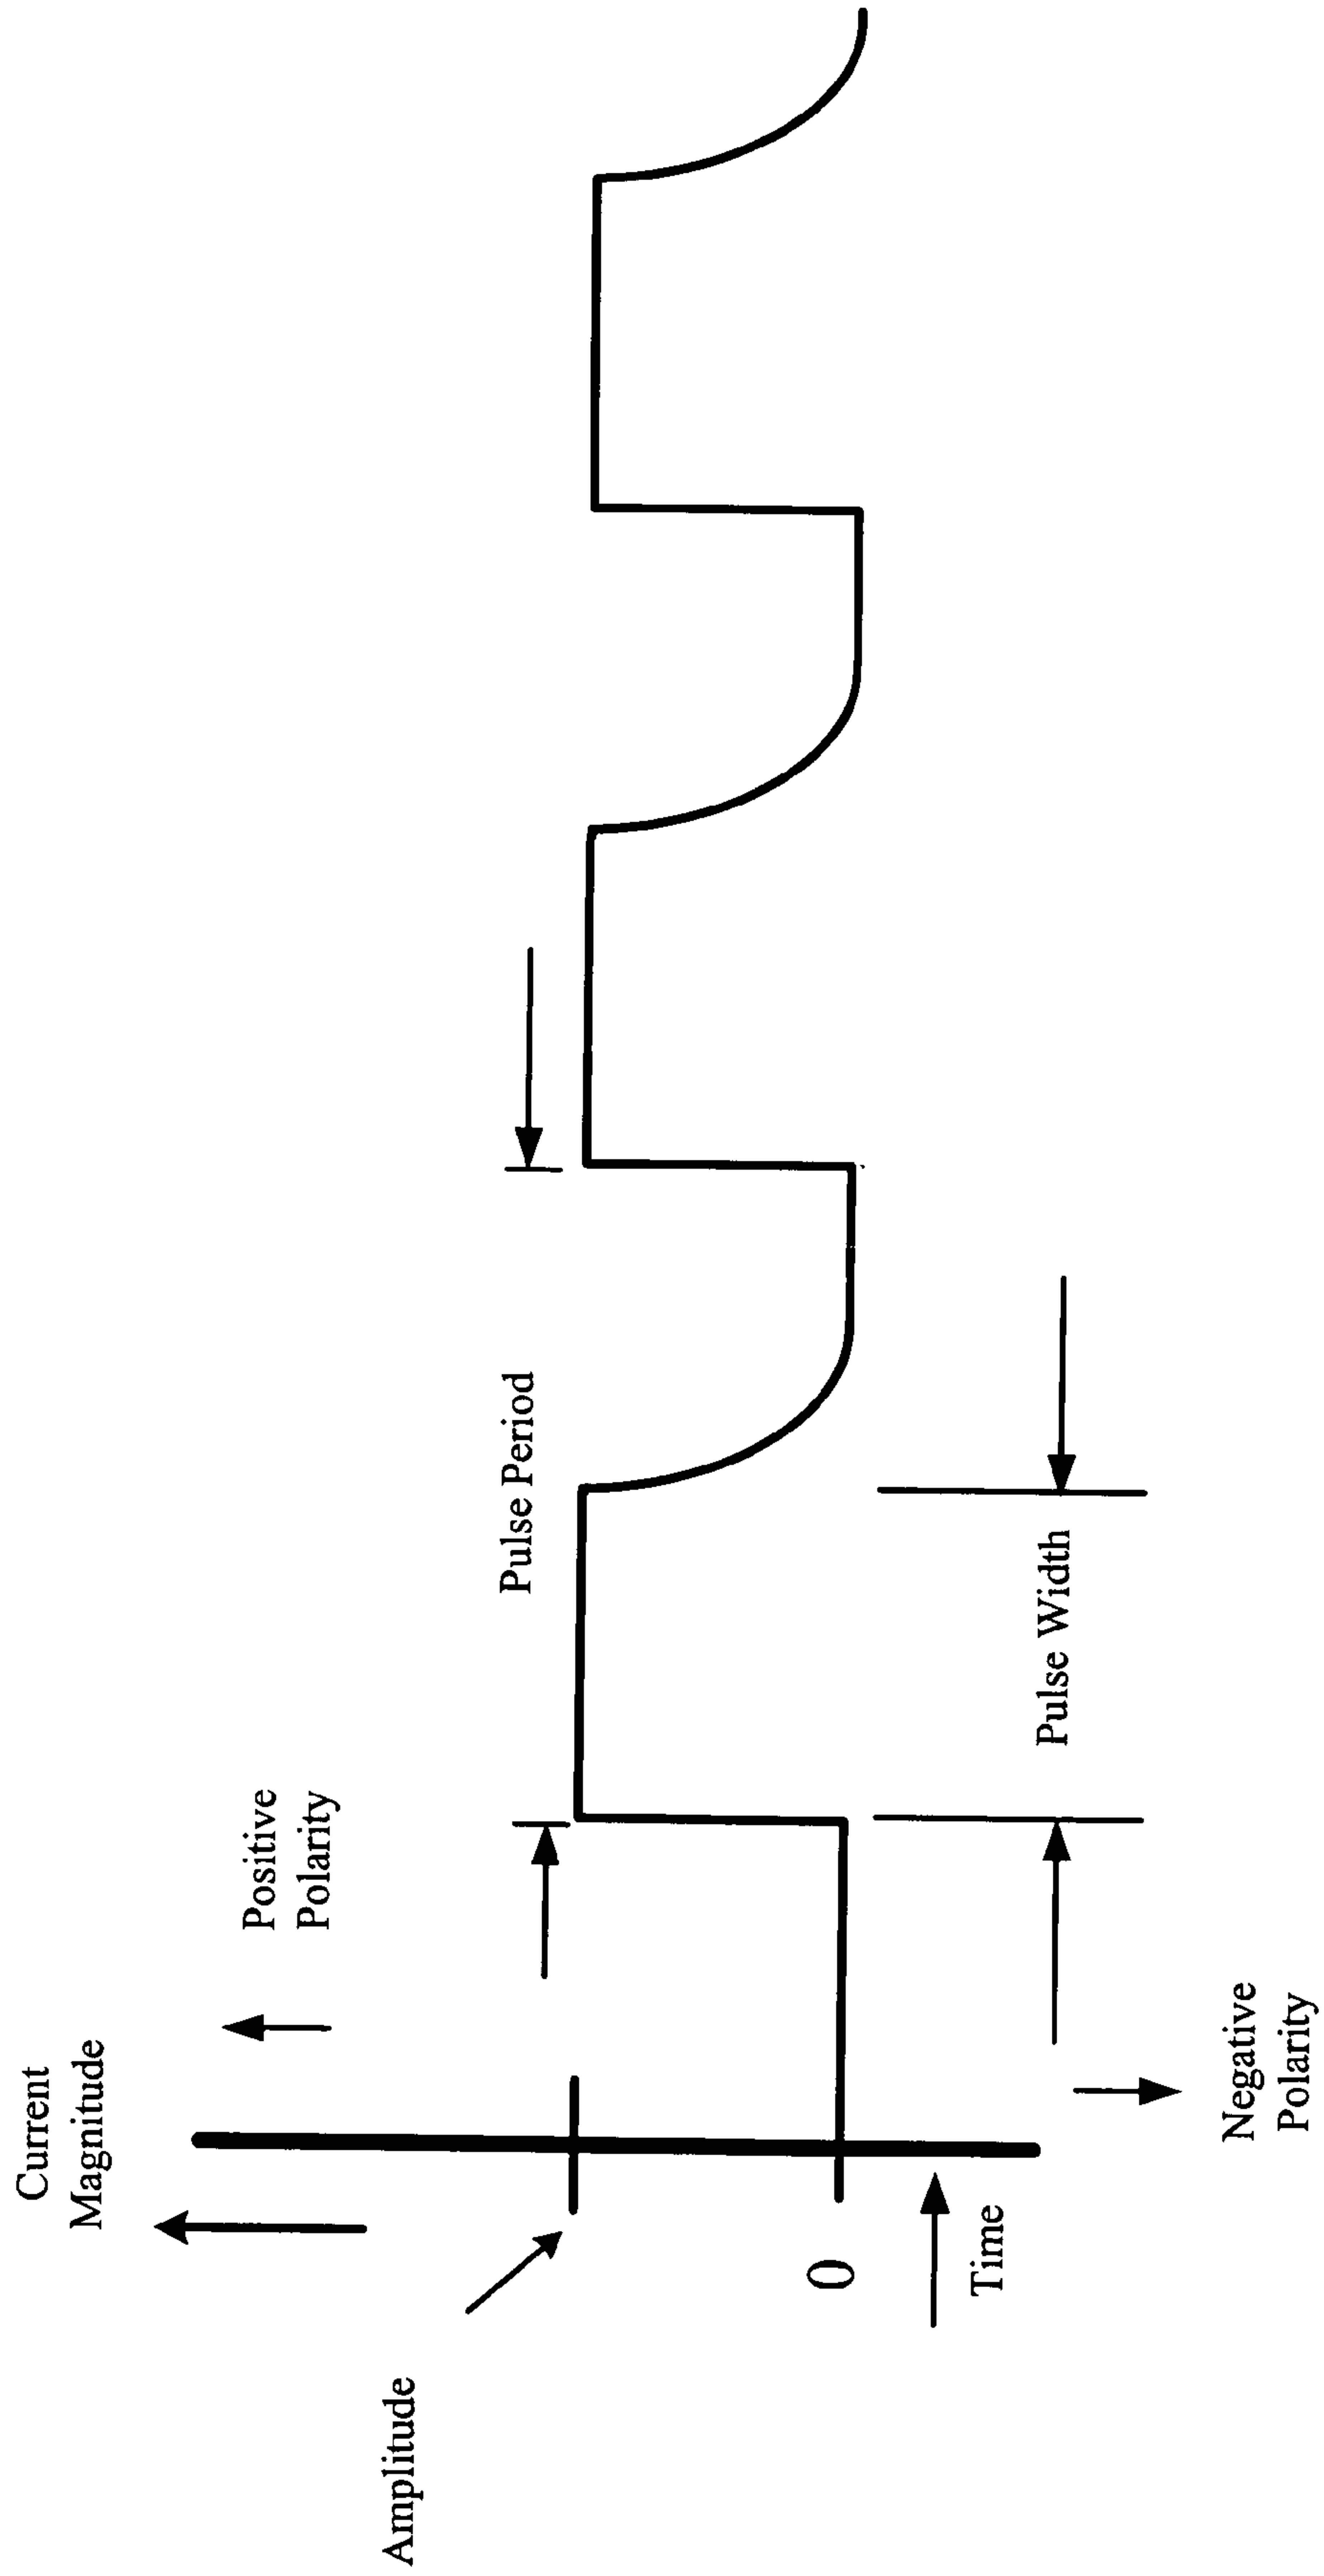 Current
Magnitude
Positive
Polarity
Amplitude
Pulse Period
0
Time
Pulse Width
Negative
Polarity